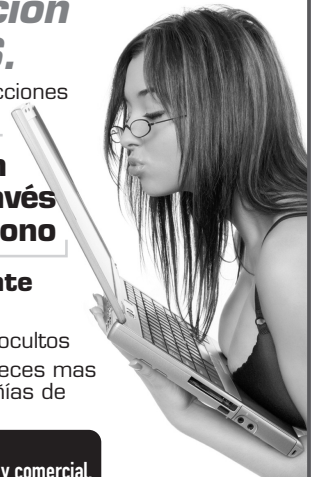 ción
S.
cciones
n
avés
ono
nte
ocultos
eces mas
ñías de
y comercial.